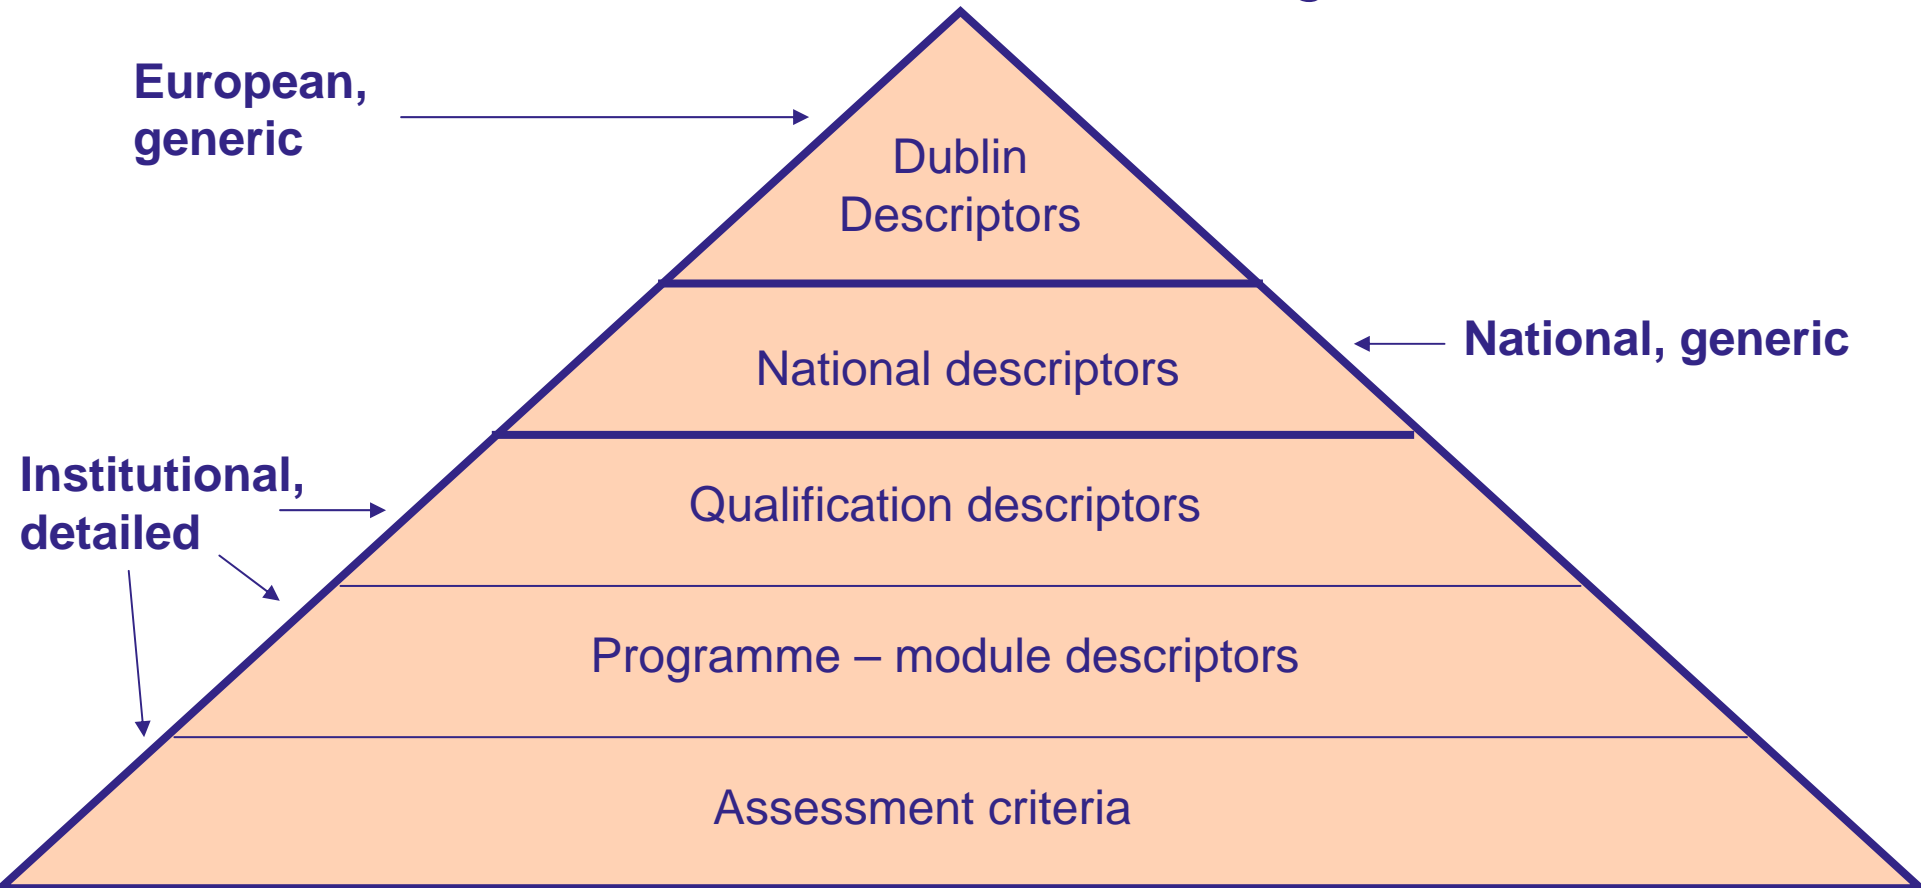 European,
generic
Dublin
Descriptors
National descriptors
National, generic
Institutional,
detailed
Qualification descriptors
Programme – module descriptors
Assessment criteria